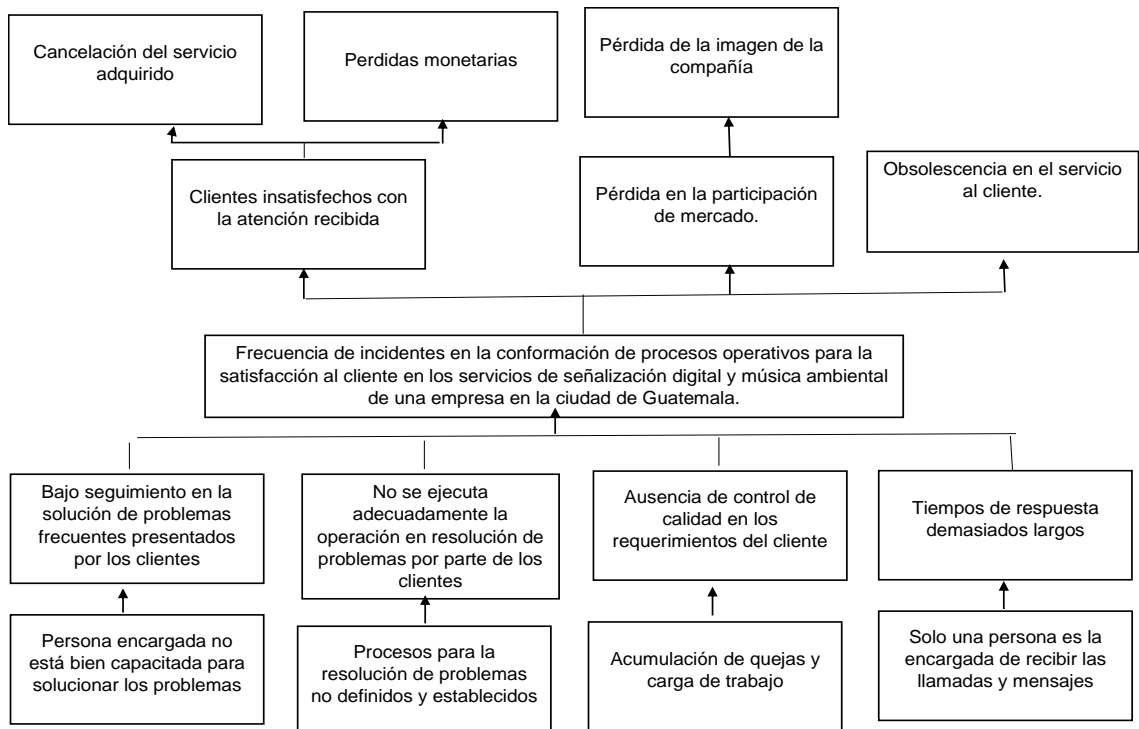 Cancelación del servicio
adquirido
Perdidas monetarias
Pérdida de la imagen de la
compañía
Clientes insatisfechos con
la atención recibida
Pérdida en la participación
de mercado.
Obsolescencia en el servicio
al cliente.
Frecuencia de incidentes en la conformación de procesos operativos para la
satisfacción al cliente en los servicios de señalización digital y música ambiental
de una empresa en la ciudad de Guatemala.
Bajo seguimiento en la
solución de problemas
frecuentes presentados
por los clientes
No se ejecuta
adecuadamente la
operación en resolución de
problemas por parte de los
clientes
Ausencia de control de
calidad en los
requerimientos del cliente
Tiempos de respuesta
demasiados largos
Persona encargada no
está bien capacitada para
solucionar los problemas
Procesos para la
resolución de problemas
no definidos y establecidos
Acumulación de quejas y
carga de trabajo
Solo una persona es la
encargada de recibir las
llamadas y mensajes